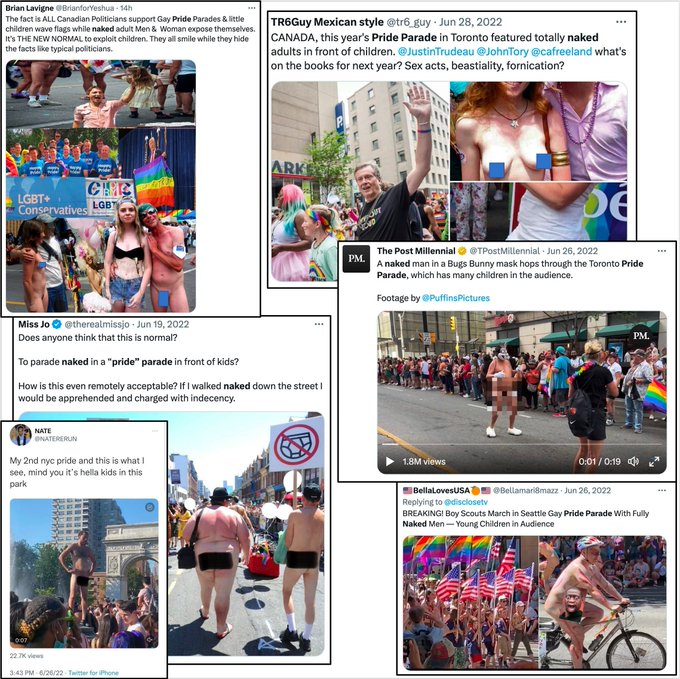 Brian Lavigne @BrianforYeshua · 14h
The fact is ALL Canadian Politicians support Gay Pride Parades & little
children wave flags while naked adult Men & Woman expose themselves.
It's THE NEW NORMAL to exploit children. They all smile while they hide
the facts like typical politicians.
LGBT+
Conservatives
LGBT
TR6Guy Mexican style @tr6_guy · Jun 28, 2022
CANADA, this year's Pride Parade in Toronto featured totally naked
adults in front of children. @JustinTrudeau @JohnTory @cafreeland what's
on the books for next year? Sex acts, beastiality, fornication?
PM.
The Post Millennial @TPostMillennial · Jun 26, 2022
A naked man in a Bugs Bunny mask hops through the Toronto Pride
Parade, which has many children in the audience.
Footage by @PuffinsPictures
PM.
1.8M views
0:01 / 0:19
Miss Jo @therealmissjo · Jun 19, 2022
Does anyone think that this is normal?
To parade naked in a "pride" parade in front of kids?
How is this even remotely acceptable? If I walked naked down the street I
would be apprehended and charged with indecency.
NATE
@NATERERUN
My 2nd nyc pride and this is what I
see, mind you it's hella kids in this
park
0:07
22.7K views
3:43 PM · 6/26/22 · Twitter for iPhone
BellaLovesUSA @Bellamari8mazz · Jun 26, 2022
Replying to @disclosetv
BREAKING! Boy Scouts March in Seattle Gay Pride Parade With Fully
Naked Men — Young Children in Audience